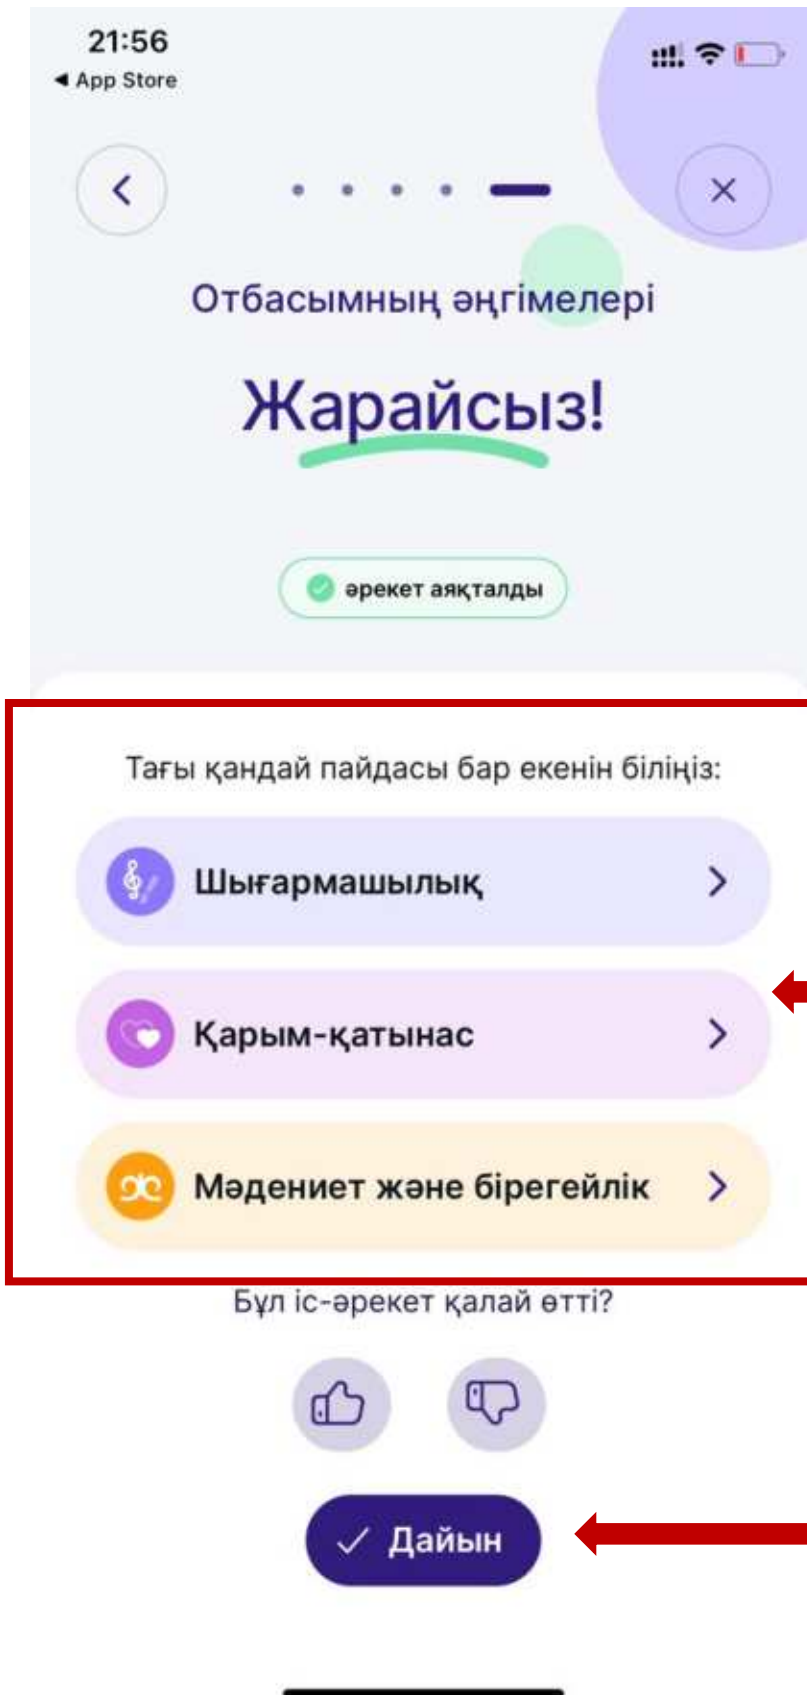 21:56
◀ App Store
Отбасымның әңгімелері
Жарайсыз!
әрекет аяқталды
Тағы қандай пайдасы бар екенін біліңіз:
Шығармашылық
Қарым-қатынас
Мәдениет және бірегейлік
Бұл іс-әрекет қалай өтті?
Дайын